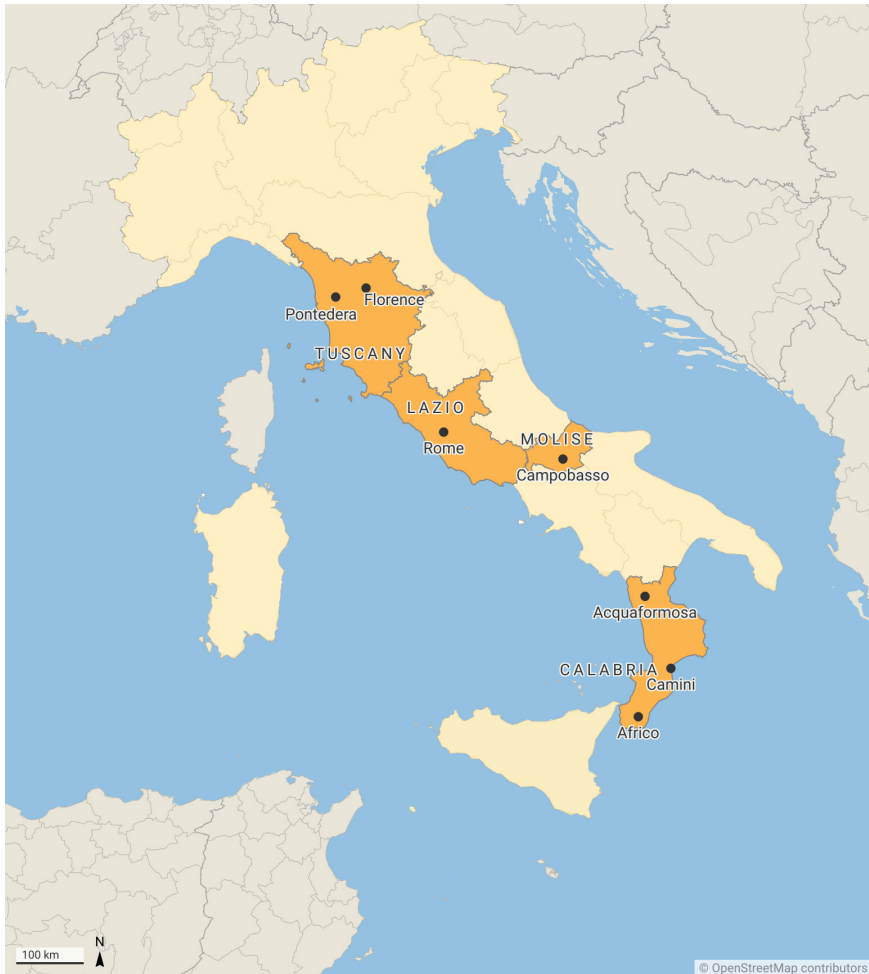 Florence
Pontedera
TUSCANY
LAZIO
Rome
MOLISE
Campobasso
Acquaformosa
CALABRIA
Camini
Africo
100 km
N
© OpenStreetMap contributors